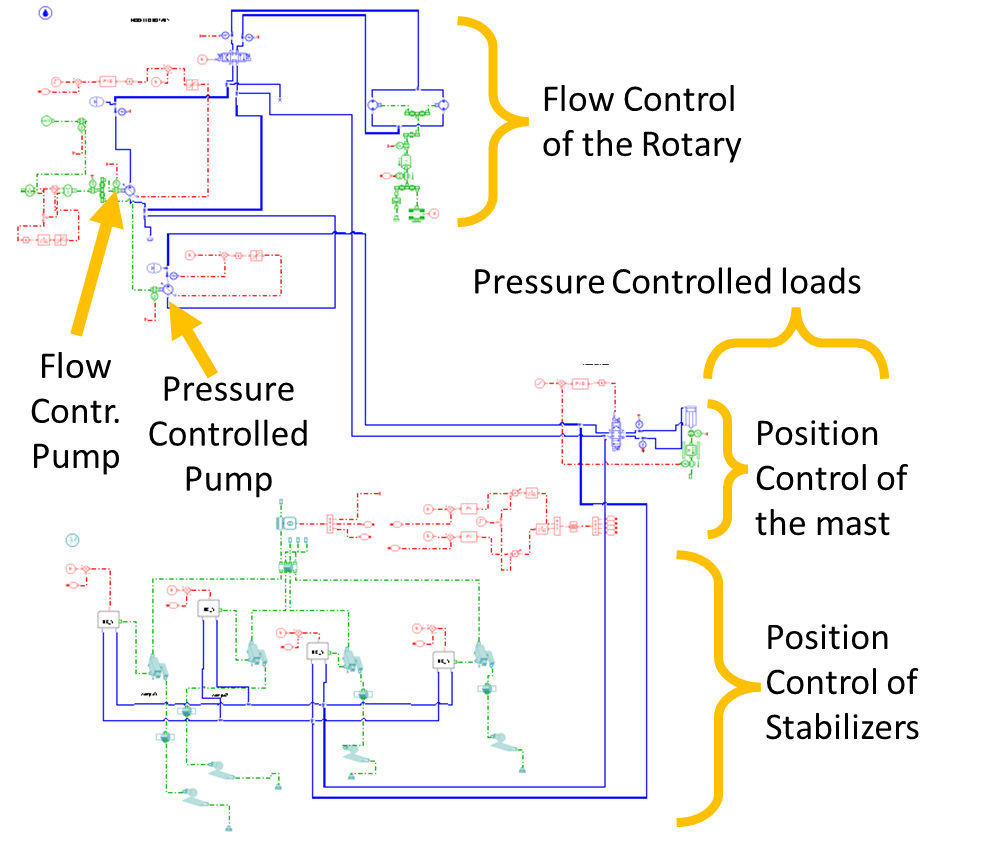 Flow Control
of the Rotary
Pressure Controlled loads
Flow
Contr.
Pump
Pressure
Controlled
Pump
Position
Control of
the mast
Position
Control of
Stabilizers